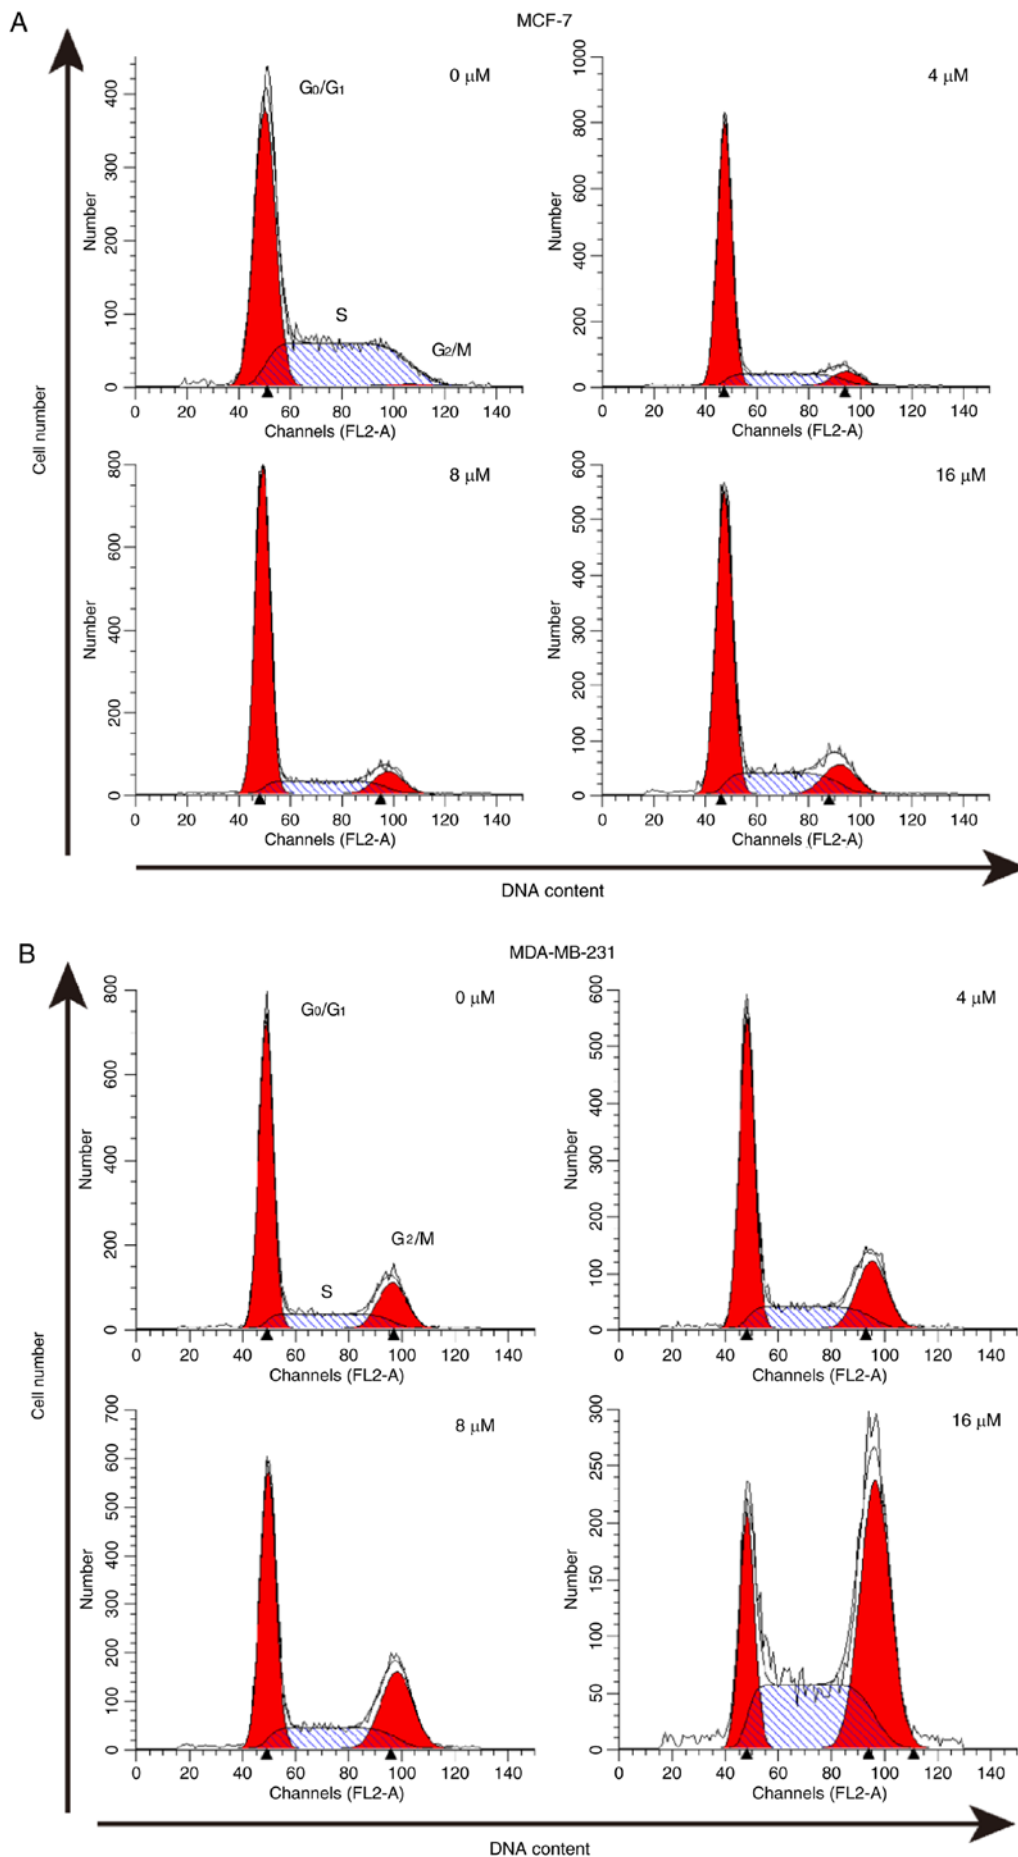 A
MCF-7
0 μM
G0/G1
S
G2/M
Number
0 100 200 300 400
0 20 40 60 80 100 120 140
Channels (FL2-A)
4 μM
Number
0 200 400 600 800 1000
0 20 40 60 80 100 120 140
Channels (FL2-A)
Cell number
8 μM
Number
0 200 400 600 800
0 20 40 60 80 100 120 140
Channels (FL2-A)
16 μM
Number
0 100 200 300 400 500 600
0 20 40 60 80 100 120 140
Channels (FL2-A)
DNA content
B
MDA-MB-231
0 μM
G0/G1
S
G2/M
Number
0 200 400 600 800
0 20 40 60 80 100 120 140
Channels (FL2-A)
4 μM
Number
0 100 200 300 400 500 600
0 20 40 60 80 100 120 140
Channels (FL2-A)
Cell number
8 μM
Number
0 100 200 300 400 500 600 700
0 20 40 60 80 100 120 140
Channels (FL2-A)
16 μM
Number
0 50 100 150 200 250 300
0 20 40 60 80 100 120 140
Channels (FL2-A)
DNA content